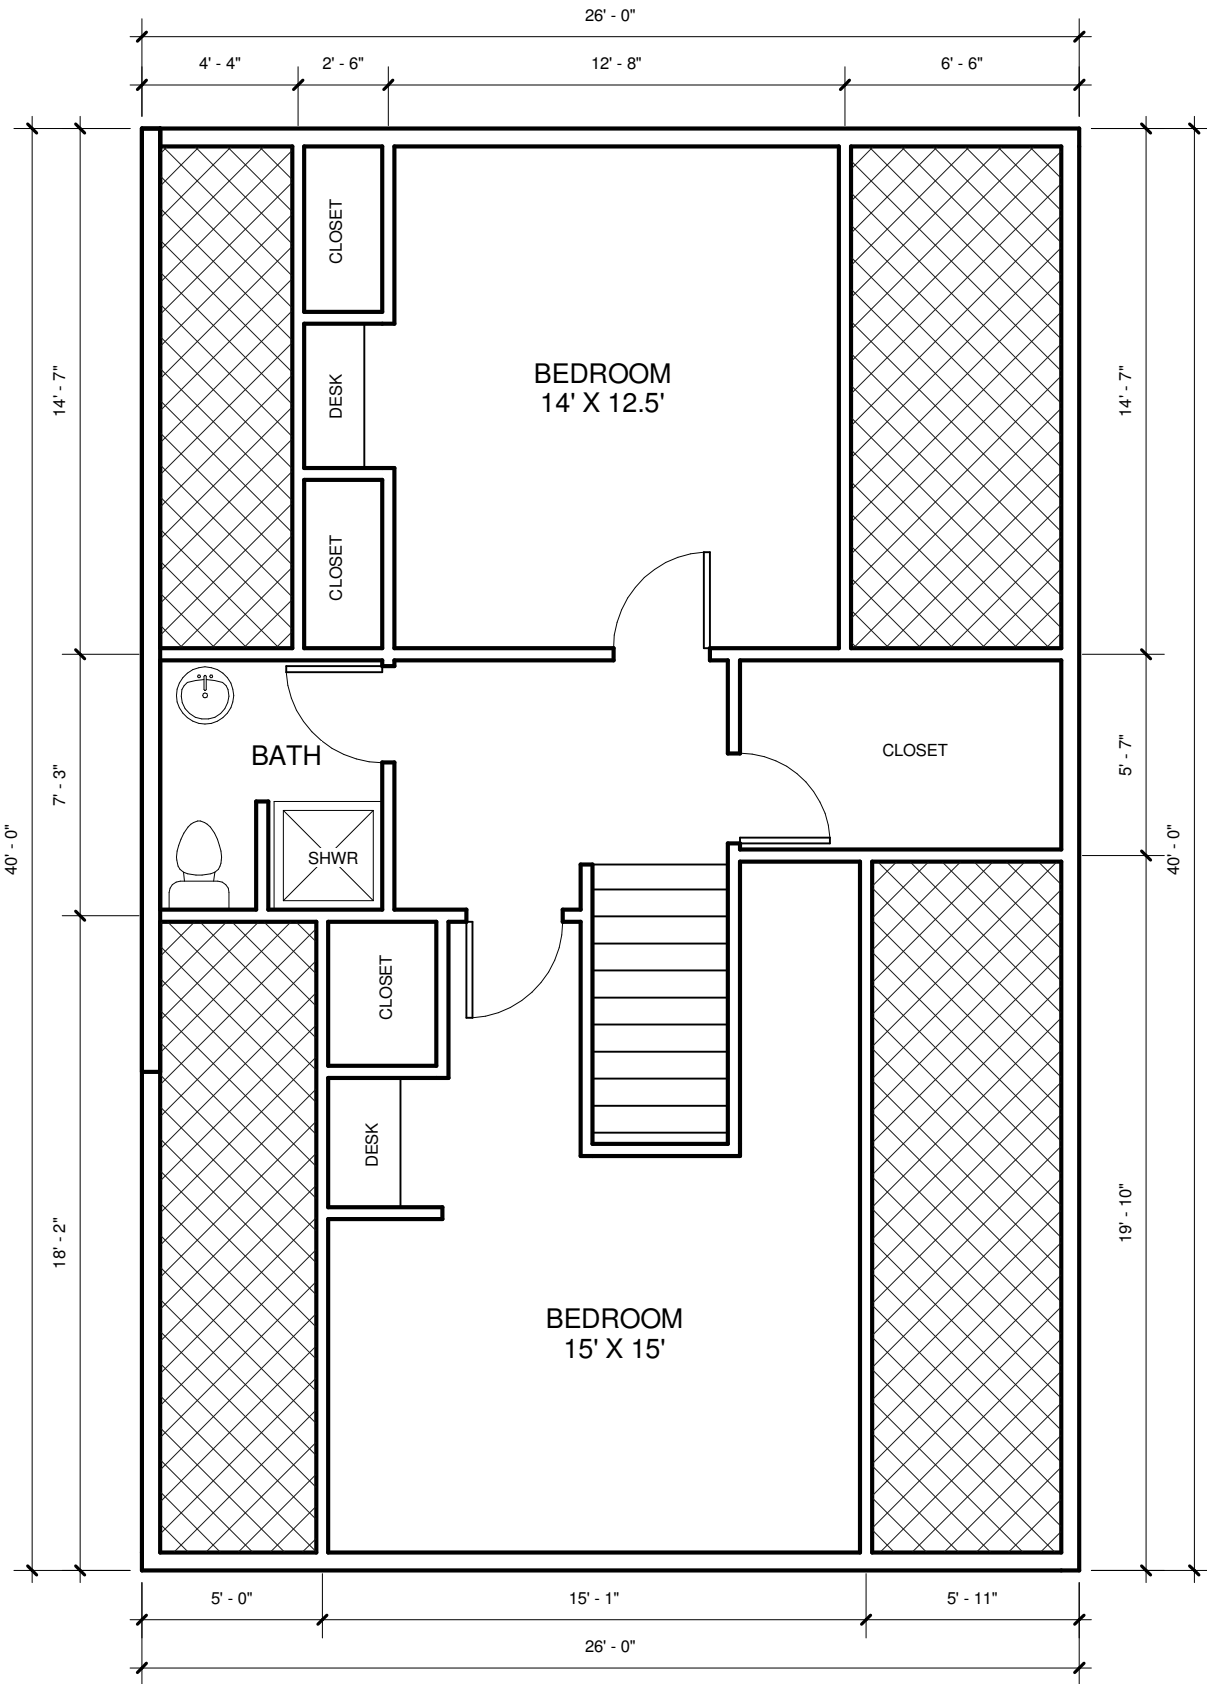 26' - 0"
4' - 4"
2' - 6"
12' - 8"
6' - 6"
CLOSET
14' - 7"
DESK
BEDROOM
14' X 12.5'
14' - 7"
CLOSET
BATH
CLOSET
7' - 3"
5' - 7"
40' - 0"
SHWR
40' - 0"
CLOSET
DESK
18' - 2"
19' - 10"
BEDROOM
15' X 15'
5' - 0"
15' - 1"
5' - 11"
26' - 0"